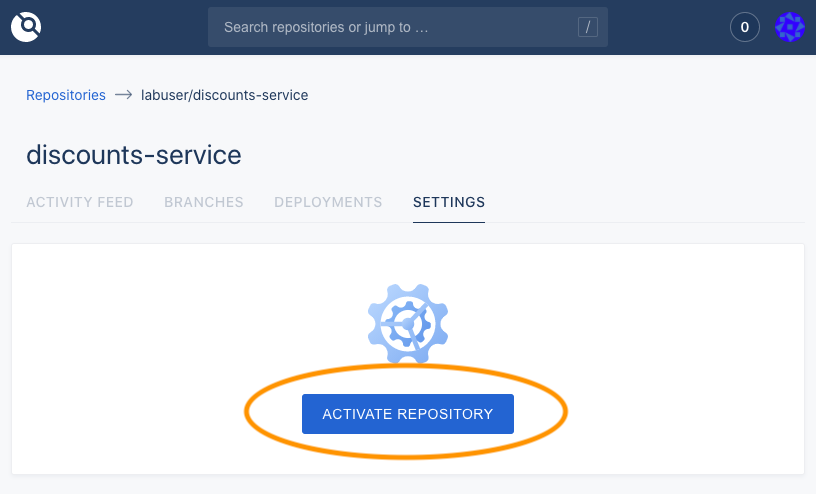 Search repositories or jump to …
/
0
Repositories → labuser/discounts-service
discounts-service
ACTIVITY FEED BRANCHES DEPLOYMENTS SETTINGS
ACTIVATE REPOSITORY